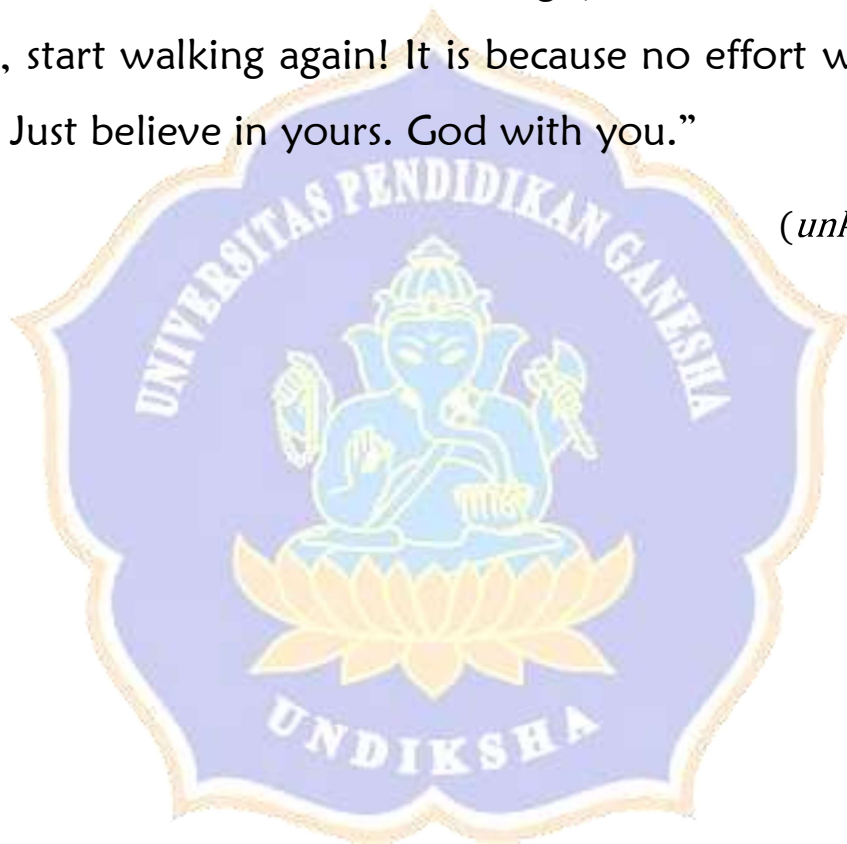 , start walking again! It is because no effort w
Just believe in yours. God with you.”
UNIVERSITAS PENDIDIKAN GANESHA
UNDIKSHA